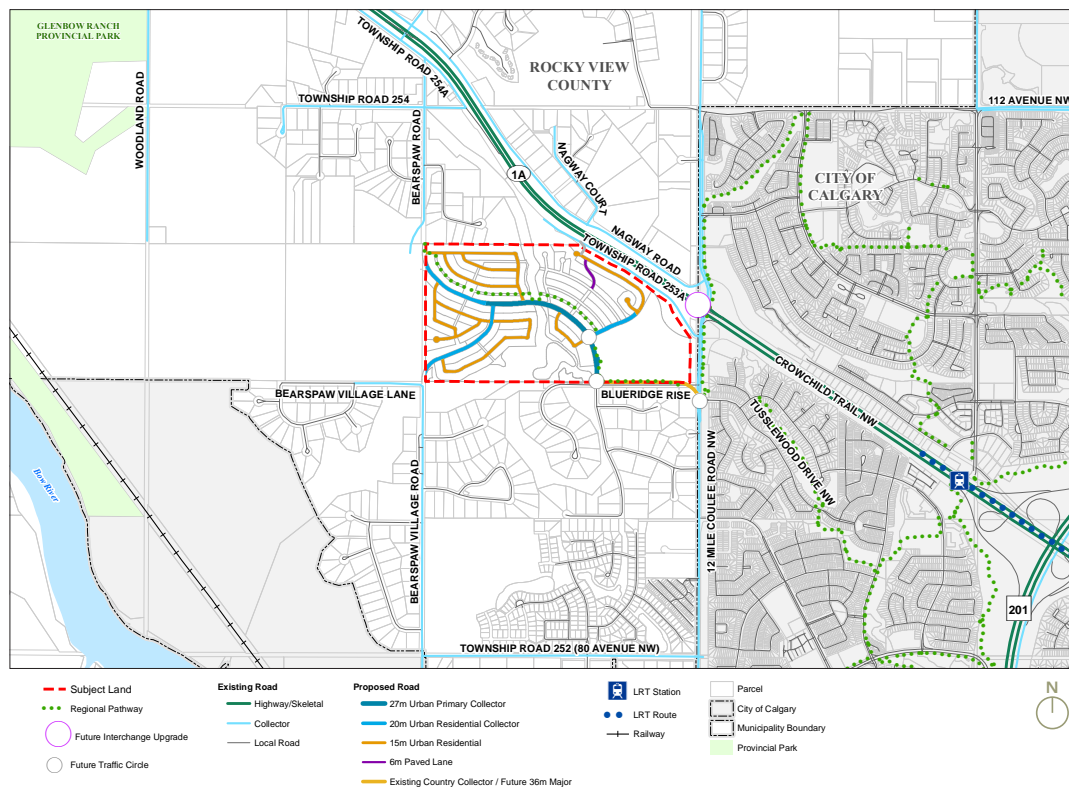 GLENBOW RANCH
PROVINCIAL PARK
WOODLAND ROAD
TOWNSHIP ROAD 254A
TOWNSHIP ROAD 254
BEARSPAW ROAD
ROCKY VIEW
COUNTY
112 AVENUE NW
1A
NAGWAY COURT
CITY OF
CALGARY
NAGWAY ROAD
TOWNSHIP ROAD 253A
BEARSPAW VILLAGE LANE
BLUERIDGE RISE
CROWCHILD TRAIL NW
TUSSLEWOOD DRIVE NW
Bow River
BEARSPAW VILLAGE ROAD
12 MILE COULEE ROAD NW
201
TOWNSHIP ROAD 252 (80 AVENUE NW)
Subject Land
Regional Pathway
Future Interchange Upgrade
Future Traffic Circle
Existing Road
Highway/Skeletal
Collector
Local Road
Proposed Road
27m Urban Primary Collector
20m Urban Residential Collector
15m Urban Residential
6m Paved Lane
Existing Country Collector / Future 36m Major
LRT Station
LRT Route
Railway
Parcel
City of Calgary
Municipality Boundary
Provincial Park
N